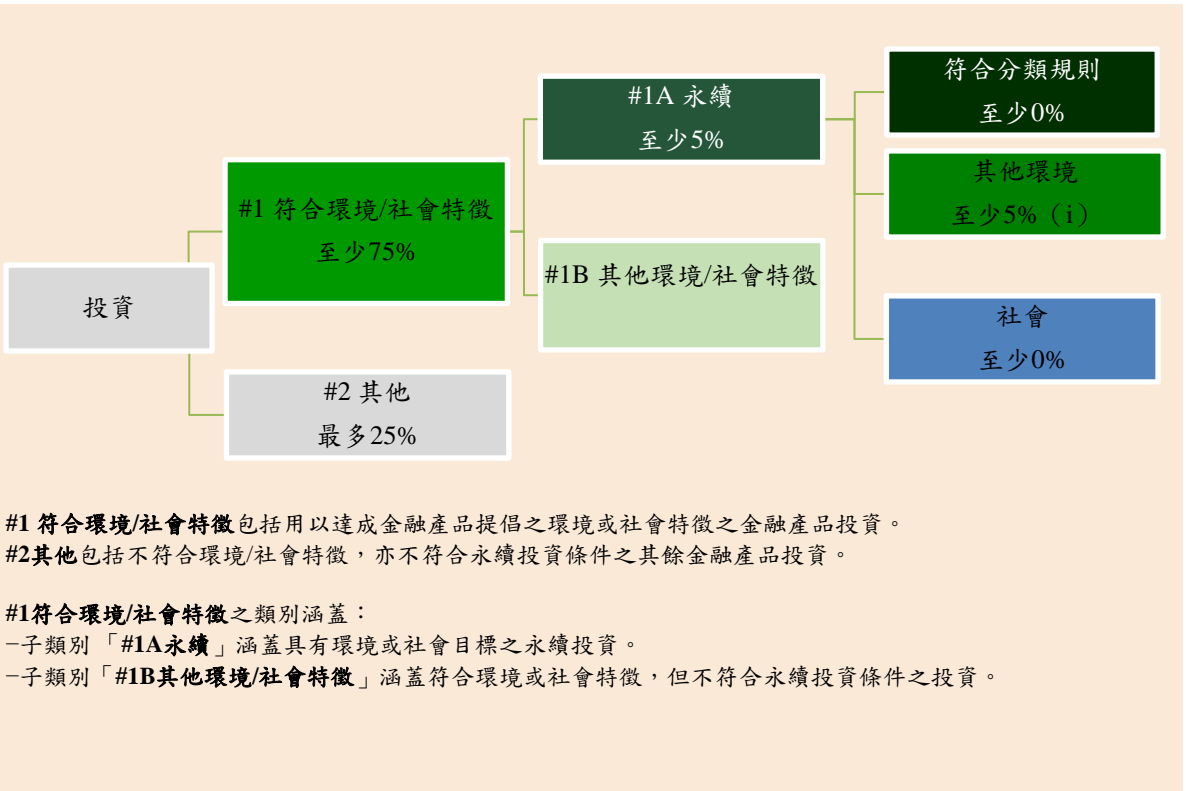 投資
#1 符合環境/社會特徵
至少75%
#2 其他
最多25%
#1A 永續
至少5%
#1B 其他環境/社會特徵
符合分類規則
至少0%
其他環境
至少5%（i）
社會
至少0%
#1 符合環境/社會特徵包括用以達成金融產品提倡之環境或社會特徵之金融產品投資。
#2其他包括不符合環境/社會特徵，亦不符合永續投資條件之其餘金融產品投資。
#1符合環境/社會特徵之類別涵蓋：
−子類別「#1A永續」涵蓋具有環境或社會目標之永續投資。
−子類別「#1B其他環境/社會特徵」涵蓋符合環境或社會特徵，但不符合永續投資條件之投資。